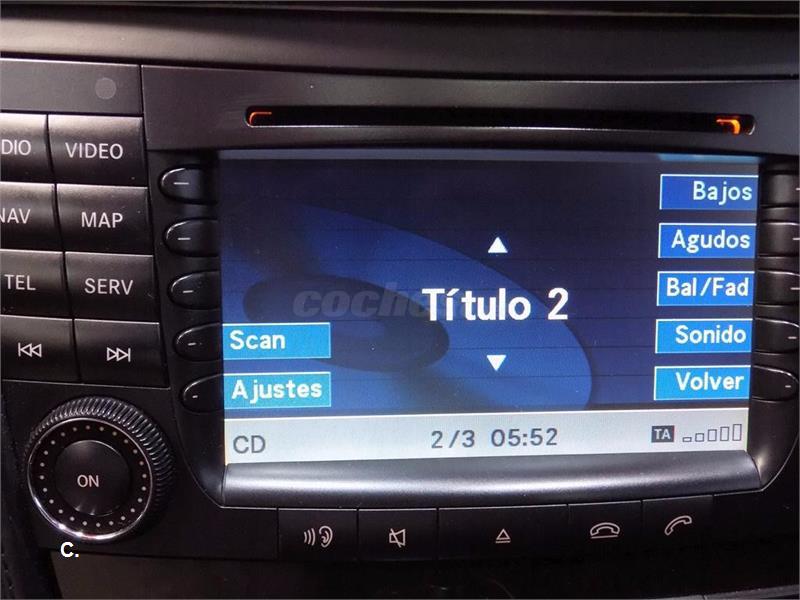 DIO VIDEO
NAV MAP
TEL SERV
ON
Bajos
Agudos
Bal/Fad
Sonido
Volver
Título 2
Scan
Ajustes
CD 2/3 05:52 TA
coches
C.